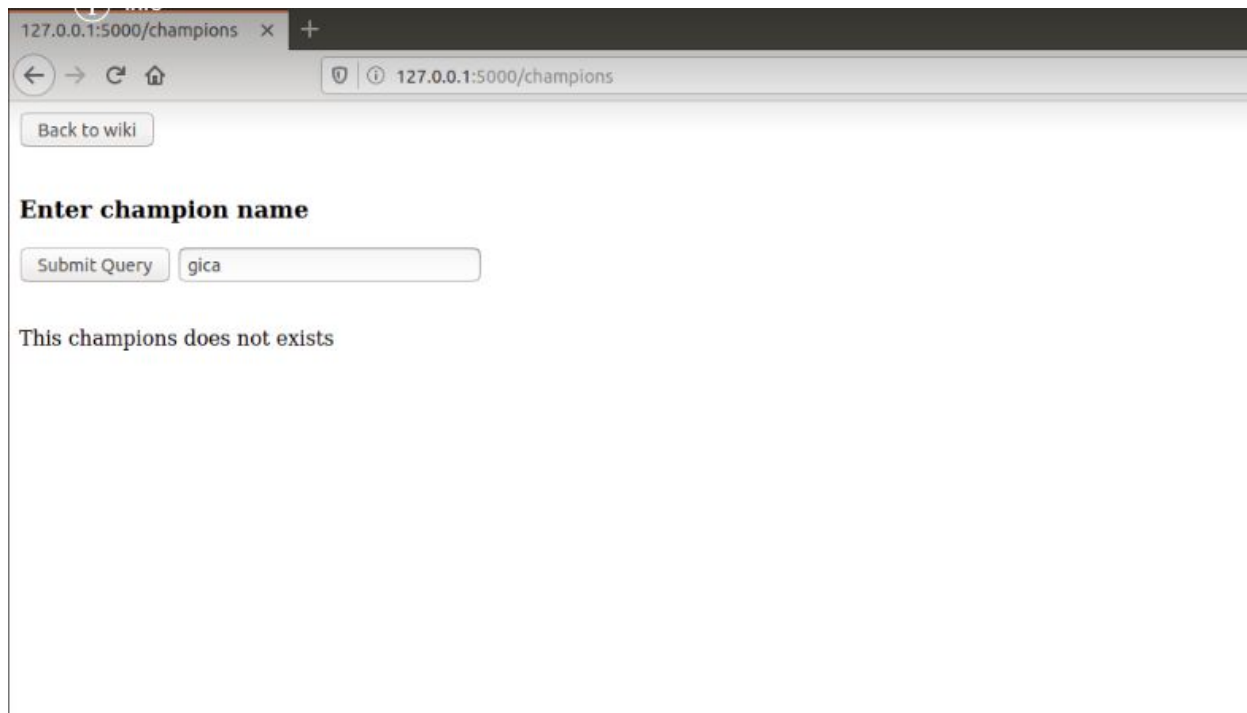 127.0.0.1:5000/champions
127.0.0.1:5000/champions
Back to wiki
Enter champion name
Submit Query gica
This champions does not exists